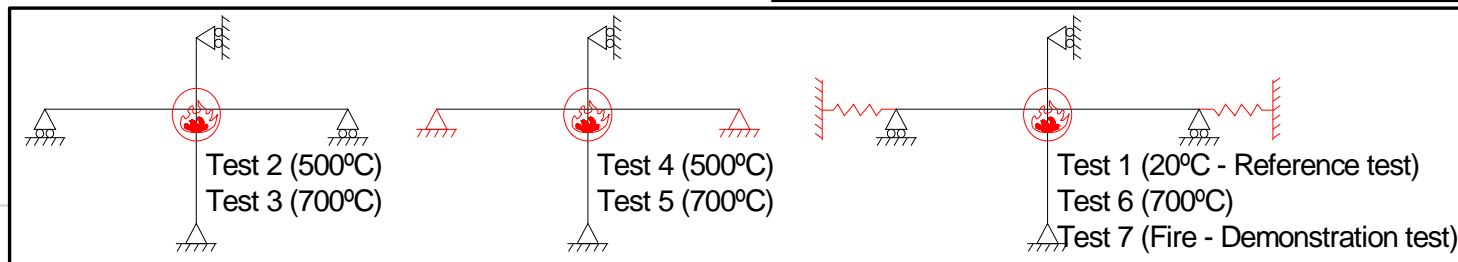 Test 2 (500ºC)
Test 3 (700ºC)
Test 4 (500ºC)
Test 5 (700ºC)
Test 1 (20ºC - Reference test)
Test 6 (700ºC)
Test 7 (Fire - Demonstration test)